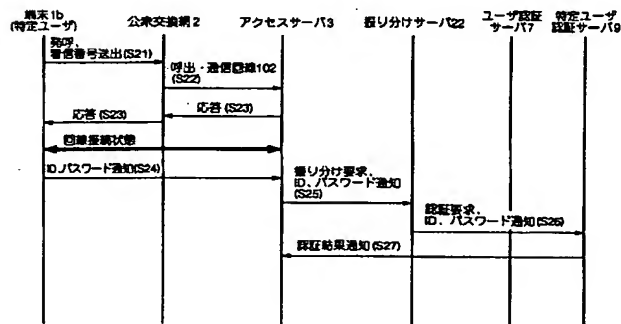 端末1b
(特定ユーザ)
公衆交換網2
アクセスサーバ3
振り分けサーバ22
ユーザ認証
サーバ7
特定ユーザ
認証サーバ9
発呼、
着信番号送出(S21)
呼出・通信回線102
(S22)
応答(S23)
応答(S23)
回線接続状態
ID、パスワード通知(S24)
振り分け要求、
ID、パスワード通知
(S25)
認証要求、
ID、パスワード通知(S26)
認証結果通知(S27)